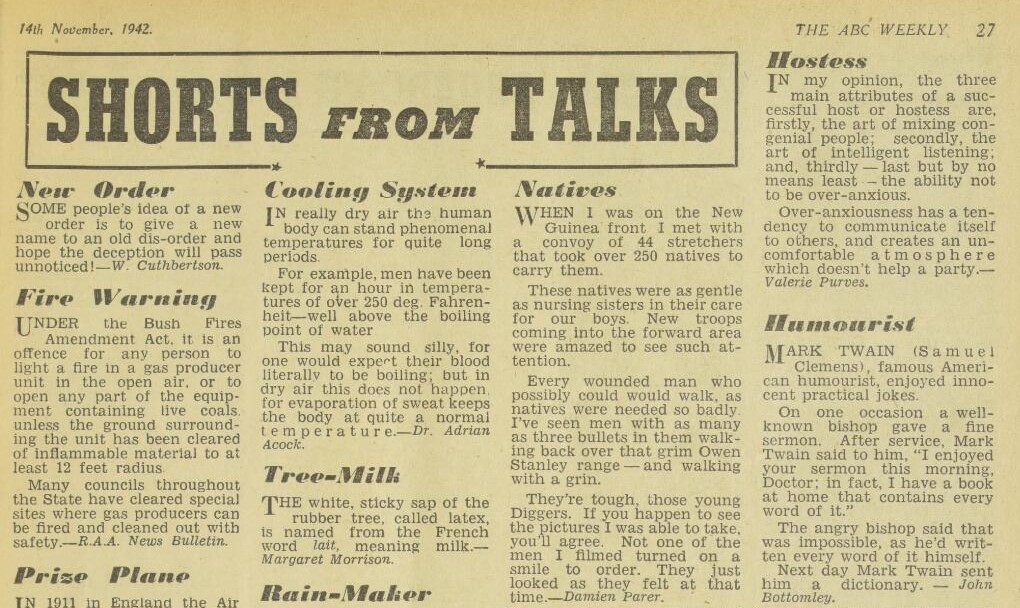 14th November, 1942.
THE ABC WEEKLY 27
SHORTS FROM TALKS
New Order
SOME people's idea of a new
order is to give a new
name to an old dis-order and
hope the deception will pass
unnoticed!—W. Cuthbertson.
Fire Warning
UNDER the Bush Fires
Amendment Act, it is an
offence for any person to
light a fire in a gas producer
unit in the open air, or to
open any part of the equip-
ment containing live coals,
unless the ground surround-
ing the unit has been cleared
of inflammable material to at
least 12 feet radius.
Many councils throughout
the State have cleared special
sites where gas producers can
be fired and cleaned out with
safety.—R.A.A. News Bulletin.
Prize Plane
IN 1911 in England the Air
Cooling System
IN really dry air the human
body can stand phenomenal
temperatures for quite long
periods.
For example, men have been
kept for an hour in tempera-
tures of over 250 deg. Fahren-
heit—well above the boiling
point of water
This may sound silly, for
one would expect their blood
literally to be boiling; but in
dry air this does not happen,
for evaporation of sweat keeps
the body at quite a normal
temperature.—Dr. Adrian
Acock.
Tree-Milk
THE white, sticky sap of the
rubber tree, called latex,
is named from the French
word lait, meaning milk.—
Margaret Morrison.
Rain-Maker
Natives
WHEN I was on the New
Guinea front I met with
a convoy of 44 stretchers
that took over 250 natives to
carry them.
These natives were as gentle
as nursing sisters in their care
for our boys. New troops
coming into the forward area
were amazed to see such at-
tention.
Every wounded man who
possibly could would walk, as
natives were needed so badly.
I've seen men with as many
as three bullets in them walk-
ing back over that grim Owen
Stanley range—and walking
with a grin.
They're tough, those young
Diggers. If you happen to see
the pictures I was able to take,
you'll agree. Not one of the
men I filmed turned on a
smile to order. They just
looked as they felt at that
time.—Damien Parer.
Hostess
IN my opinion, the three
main attributes of a suc-
cessful host or hostess are,
firstly, the art of mixing con-
genial people; secondly, the
art of intelligent listening;
and, thirdly—last but by no
means least—the ability not
to be over-anxious.
Over-anxiousness has a ten-
dency to communicate itself
to others, and creates an un-
comfortable atmosphere
which doesn't help a party.—
Valerie Purves.
Humourist
MARK TWAIN (Samuel
Clemens), famous Ameri-
can humourist, enjoyed inno-
cent practical jokes.
On one occasion a well-
known bishop gave a fine
sermon. After service, Mark
Twain said to him, "I enjoyed
your sermon this morning,
Doctor; in fact, I have a book
at home that contains every
word of it."
The angry bishop said that
was impossible, as he'd writ-
ten every word of it himself.
Next day Mark Twain sent
him a dictionary. — John
Bottomley.